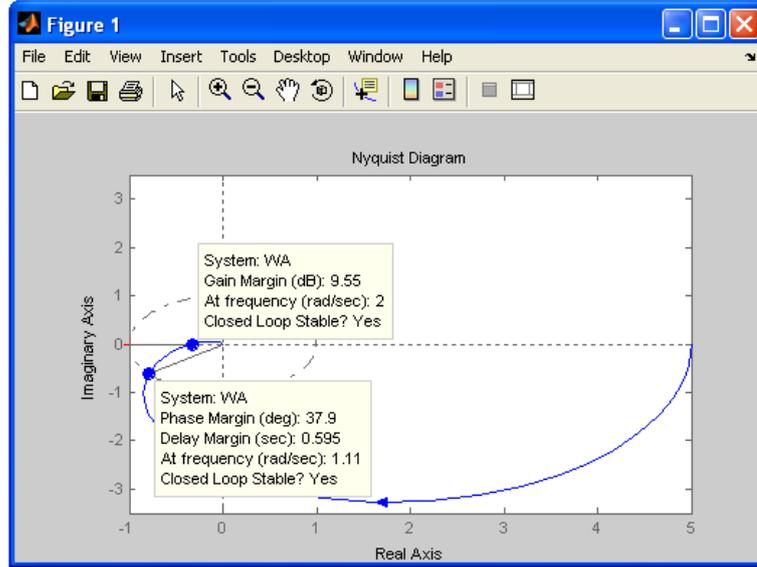 Figure 1
File Edit View Insert Tools Desktop Window Help
Nyquist Diagram
3
2
1
0
-1
-2
-3
Imaginary Axis
System: WA
Gain Margin (dB): 9.55
At frequency (rad/sec): 2
Closed Loop Stable? Yes
System: WA
Phase Margin (deg): 37.9
Delay Margin (sec): 0.595
At frequency (rad/sec): 1.11
Closed Loop Stable? Yes
-1 0 1 2 3 4 5
Real Axis